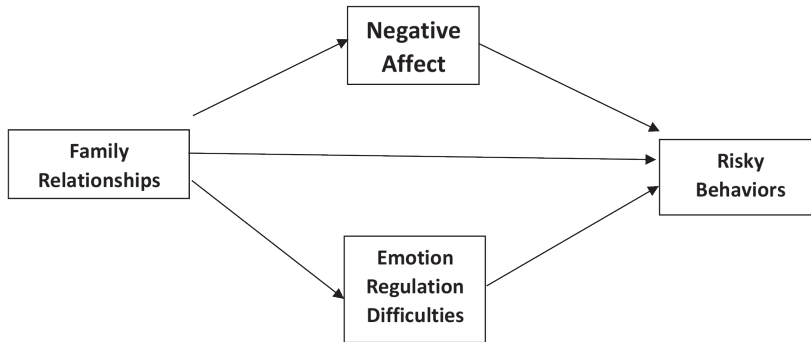 Negative
Affect
Family
Relationships
Risky
Behaviors
Emotion
Regulation
Difficulties